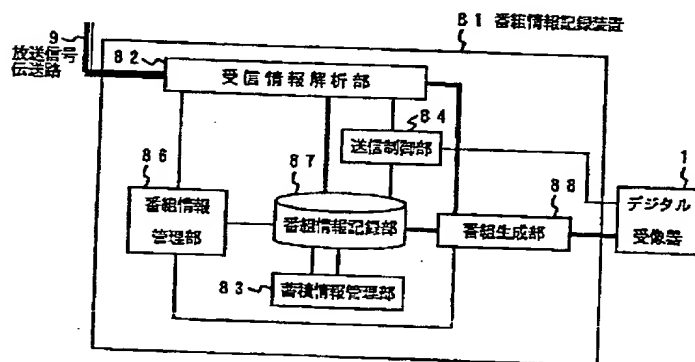 9
放送信号
伝送路
81 番組情報記録装置
82
受信情報解析部
84
送信制御部
86
番組情報
管理部
87
番組情報記録部
88
番組生成部
1
デジタル
受像器
83
蓄積情報管理部